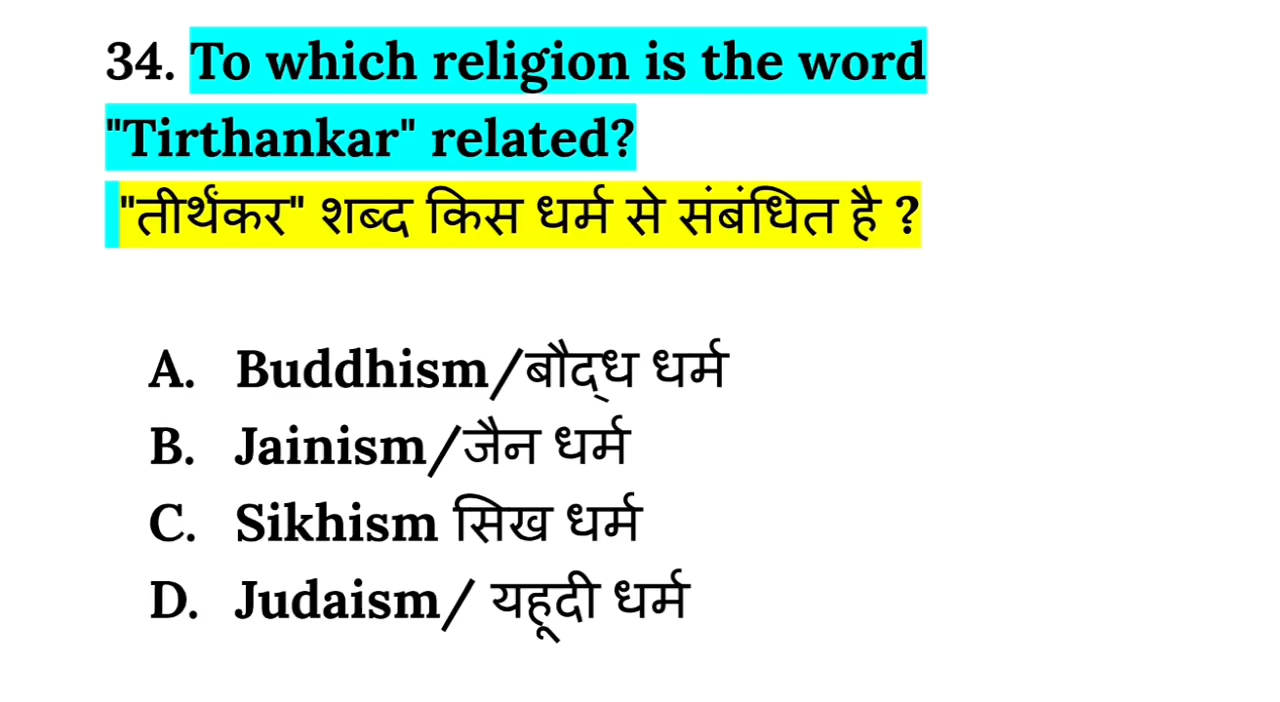 34. To which religion is the word
"Tirthankar" related?
"तीर्थंकर" शब्द किस धर्म से संबंधित है ?
A. Buddhism/बौद्ध धर्म
B. Jainism/जैन धर्म
C. Sikhism सिख धर्म
D. Judaism/ यहूदी धर्म